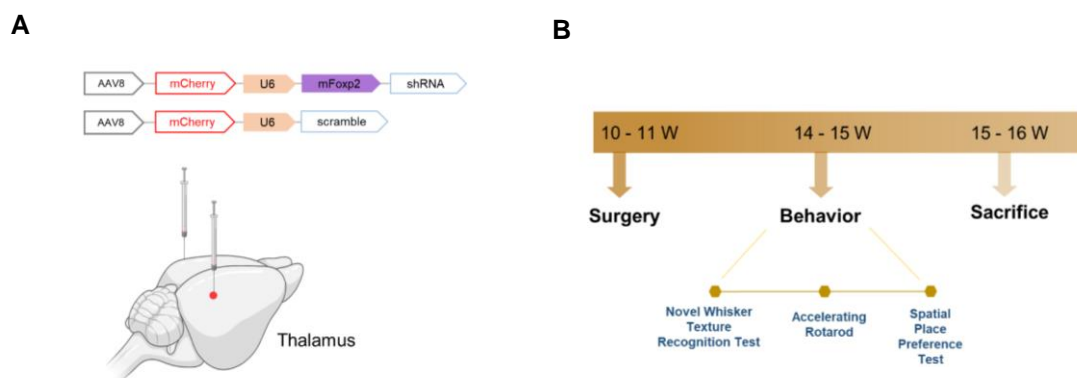 A
B
AAV8 mCherry U6 mFoxp2 shRNA
AAV8 mCherry U6 scramble
Thalamus
10 - 11 W 14 - 15 W 15 - 16 W
Surgery Behavior Sacrifice
Novel Whisker
Texture
Recognition Test
Accelerating
Rotarod
Spatial
Place
Preference
Test